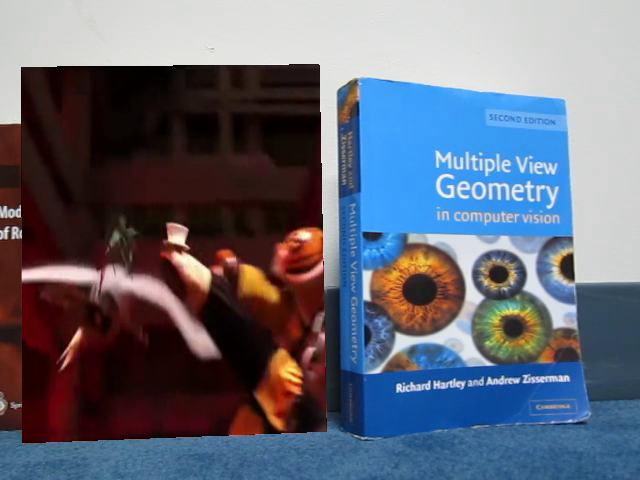 Mod
of Ro
SECOND EDITION
Multiple View
Geometry
in computer vision
Richard Hartley and Andrew Zisserman
CAMBRIDGE
Hartley and
Zisserman
Multiple View Geometry